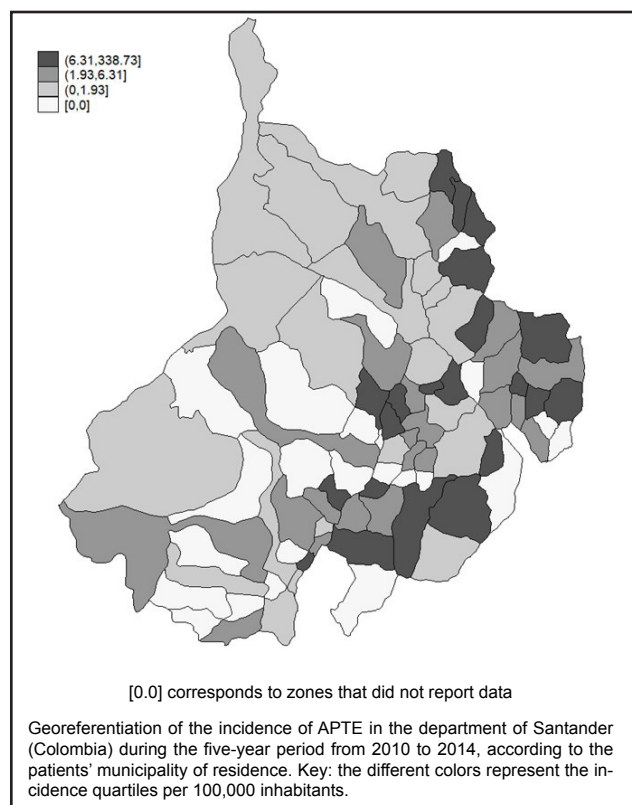 (6.31,338.73]
(1.93,6.31]
(0,1.93]
[0,0]
[0.0] corresponds to zones that did not report data
Georeferentiation of the incidence of APTE in the department of Santander
(Colombia) during the five-year period from 2010 to 2014, according to the
patients' municipality of residence. Key: the different colors represent the in-
cidence quartiles per 100,000 inhabitants.